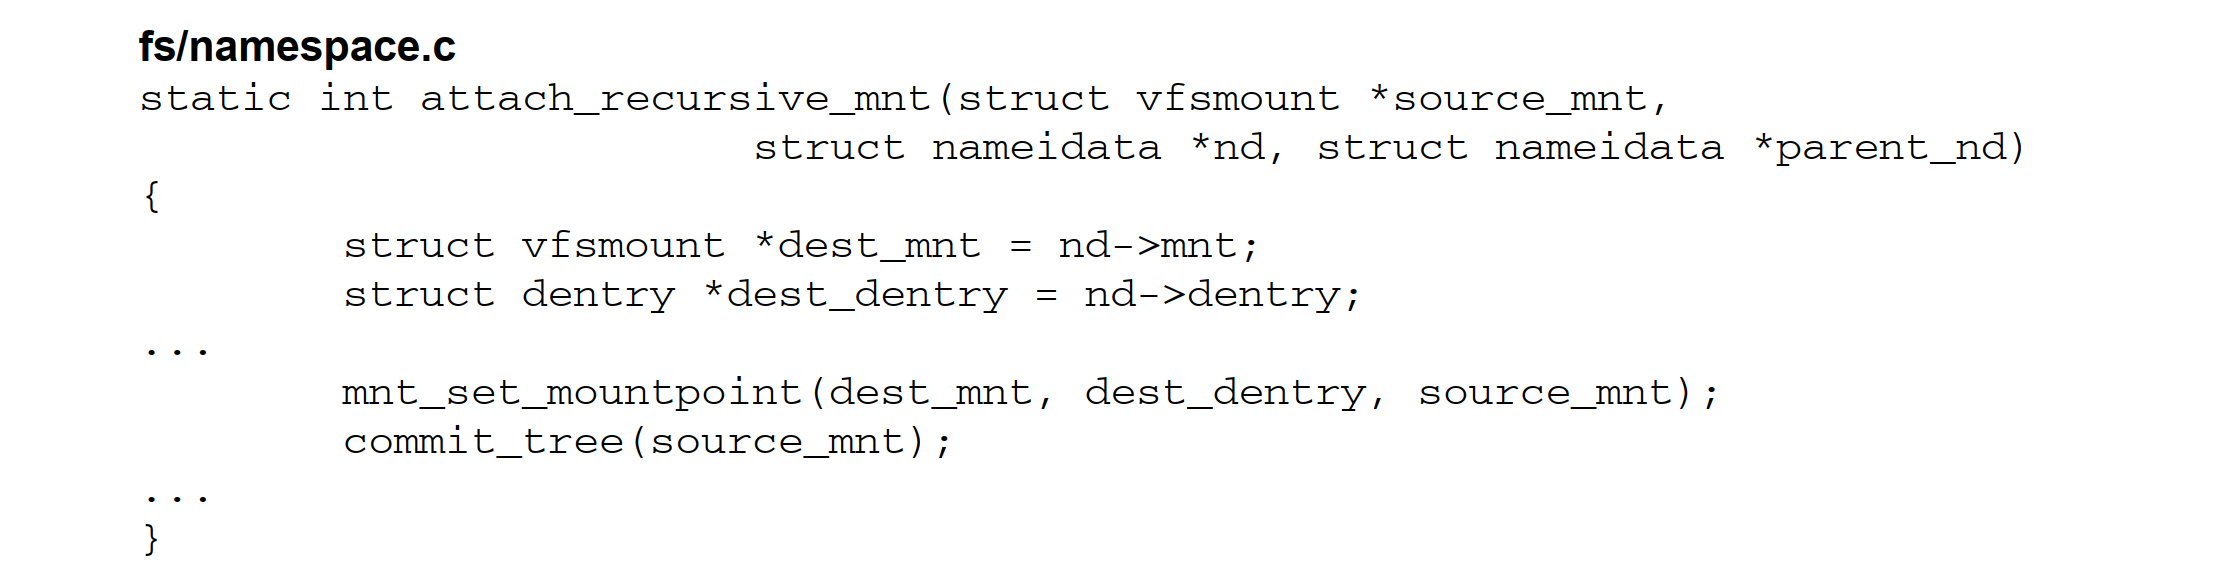 fs/namespace.c
static int attach_recursive_mnt(struct vfsmount *source_mnt,
                        struct nameidata *nd, struct nameidata *parent_nd)
{
        struct vfsmount *dest_mnt = nd->mnt;
        struct dentry *dest_dentry = nd->dentry;
...
        mnt_set_mountpoint(dest_mnt, dest_dentry, source_mnt);
        commit_tree(source_mnt);
...
}